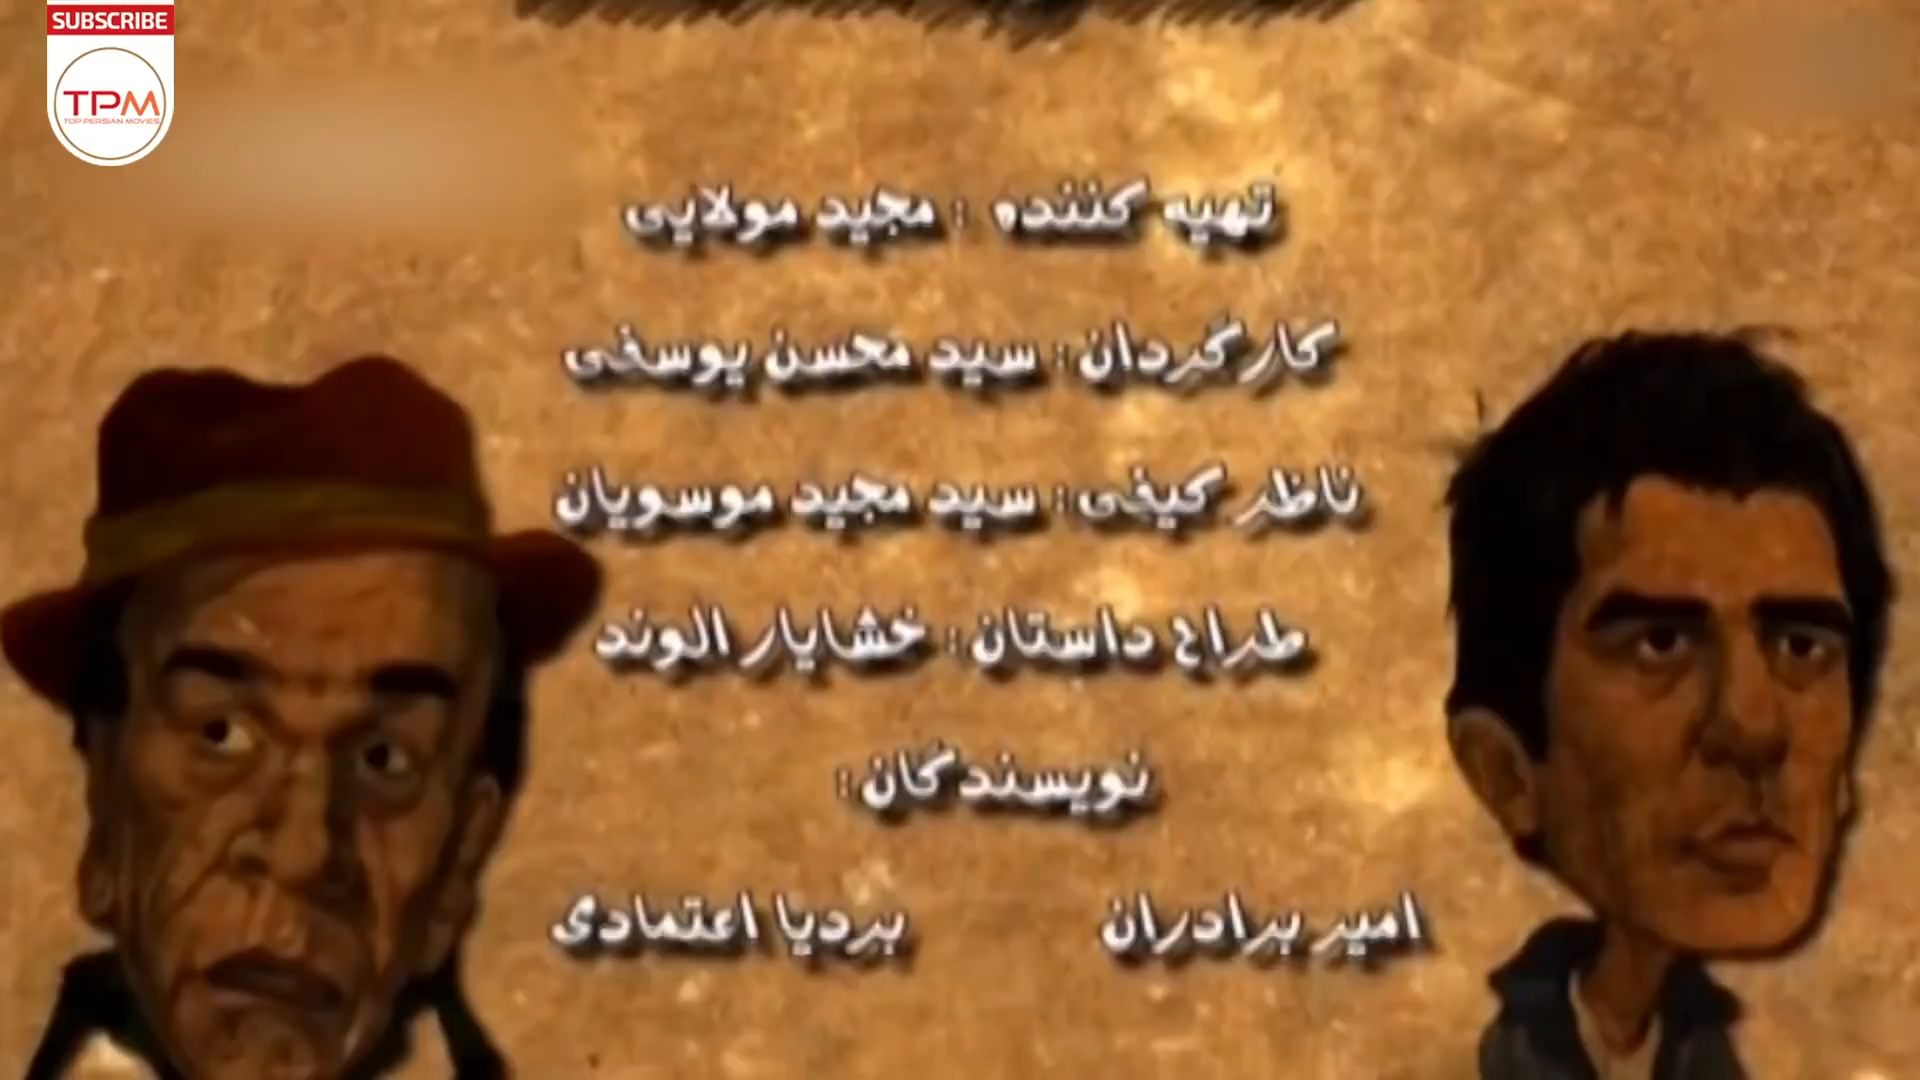 SUBSCRIBE
TPM
TOP PERSIAN MOVIES
تهیه کننده : مجید مولایی
کارگردان : سید محسن یوسفی
ناظر کیفی : سید مجید موسویان
طراح داستان : خشایار الوند
نویسندگان :
امیر برادران بردیا اعتمادی